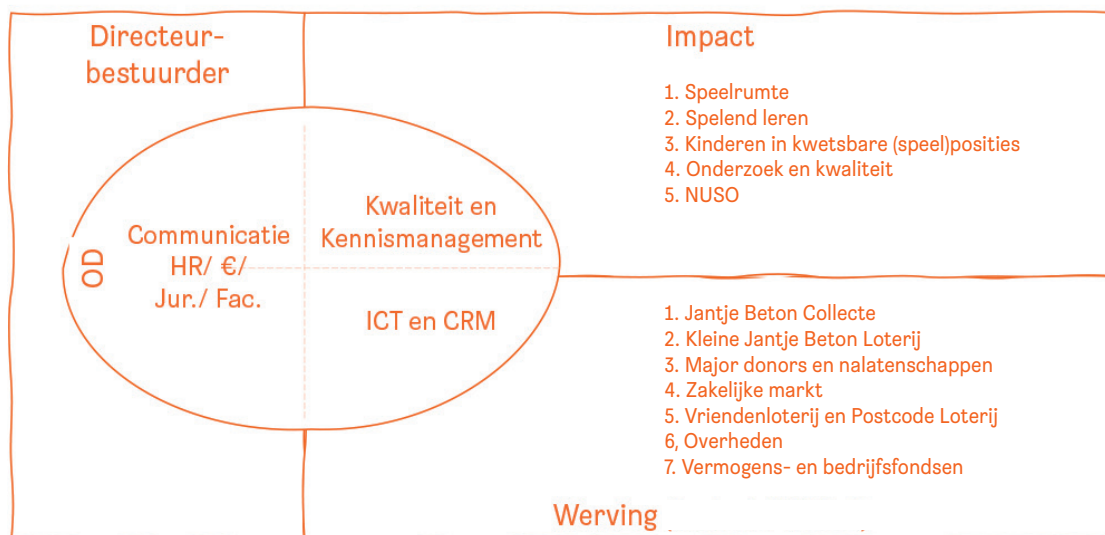 Directeur-
bestuurder
OD
Communicatie
HR/ €/
Jur./ Fac.
Kwaliteit en
Kennismanagement
ICT en CRM
Impact
1. Speelrumte
2. Spelend leren
3. Kinderen in kwetsbare (speel)posities
4. Onderzoek en kwaliteit
5. NUSO
1. Jantje Beton Collecte
2. Kleine Jantje Beton Loterij
3. Major donors en nalatenschappen
4. Zakelijke markt
5. Vriendenloterij en Postcode Loterij
6, Overheden
7. Vermogens- en bedrijfsfondsen
Werving